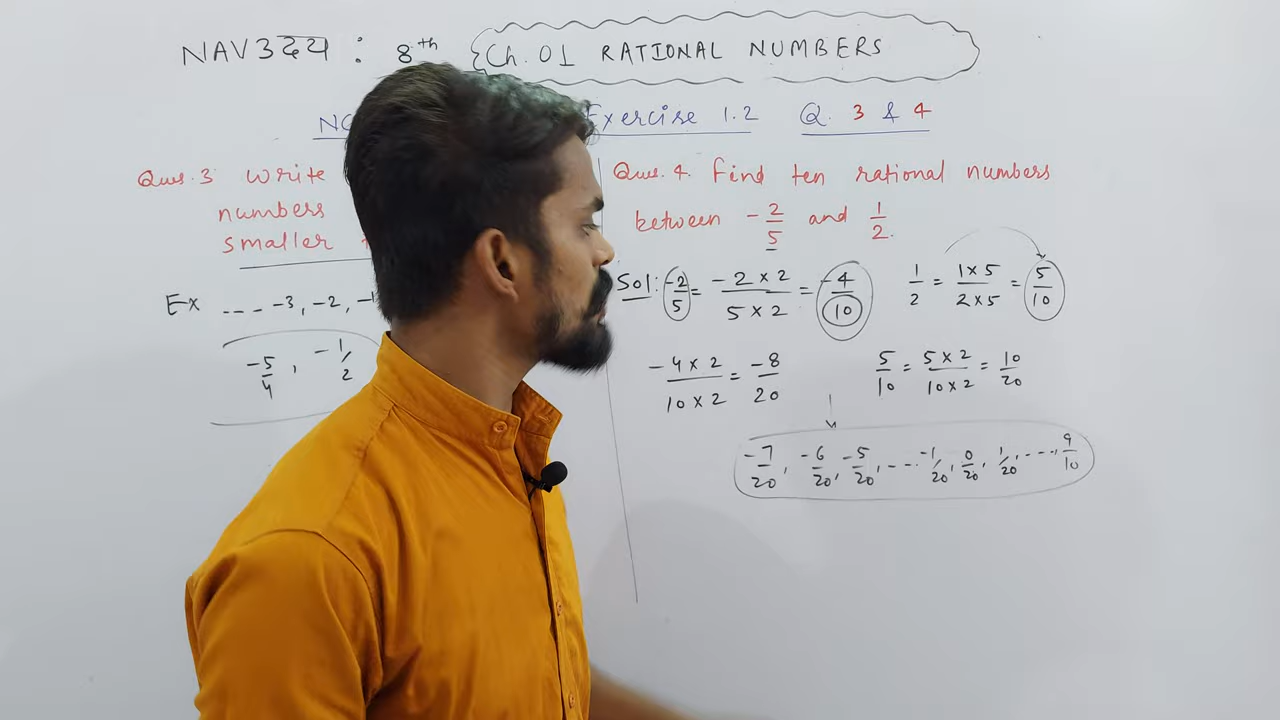 NAV3ददद : 8th Ch. 01 RATIONAL NUMBERS
Exercise 1.2 Q. 3 & 4
Ques. 3 Write
numbers
smaller
Ex ---- -3, -2, -1
-5/4, -1/2
Ques. 4. Find ten rational numbers
between -2/5 and 1/2.
Sol: -2/5 = -2×2/5×2 = -4/10 1/2 = 1×5/2×5 = 5/10
-4×2/10×2 = -8/20 5/10 = 5×2/10×2 = 10/20
-7/20, -6/20, -5/20, ---- -1/20, 0/20, 1/20, ----, 9/10